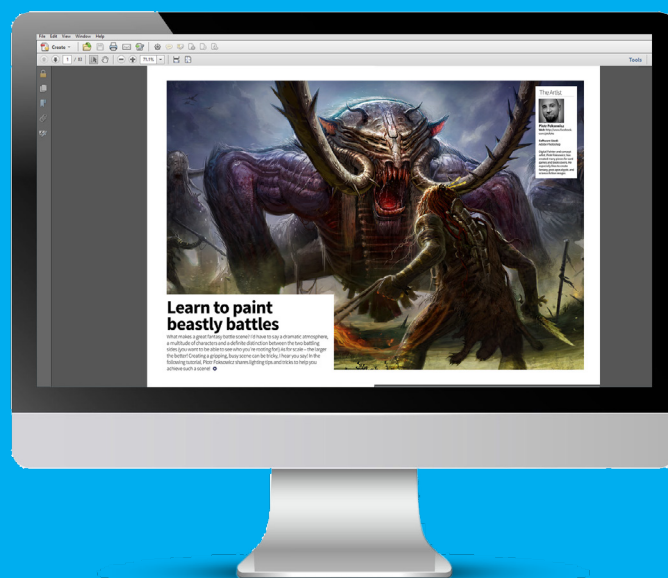 File Edit View Window Help
Create
1 / 81
71.1%
Tools
The Artist
Piotr Foksowicz
Learn to paint
beastly battles
What makes a great fantasy battle scene? I'd have to say a dramatic atmosphere,
a multitude of characters and a definite distinction between the two battling
sides (you want to be able to see who you're rooting for). As for scale – the larger
the better! Creating a gripping, busy scene can be tricky, I hear you say! In the
following tutorial, Piotr Foksowicz shares lighting tips and tricks to help you
achieve such a scene!